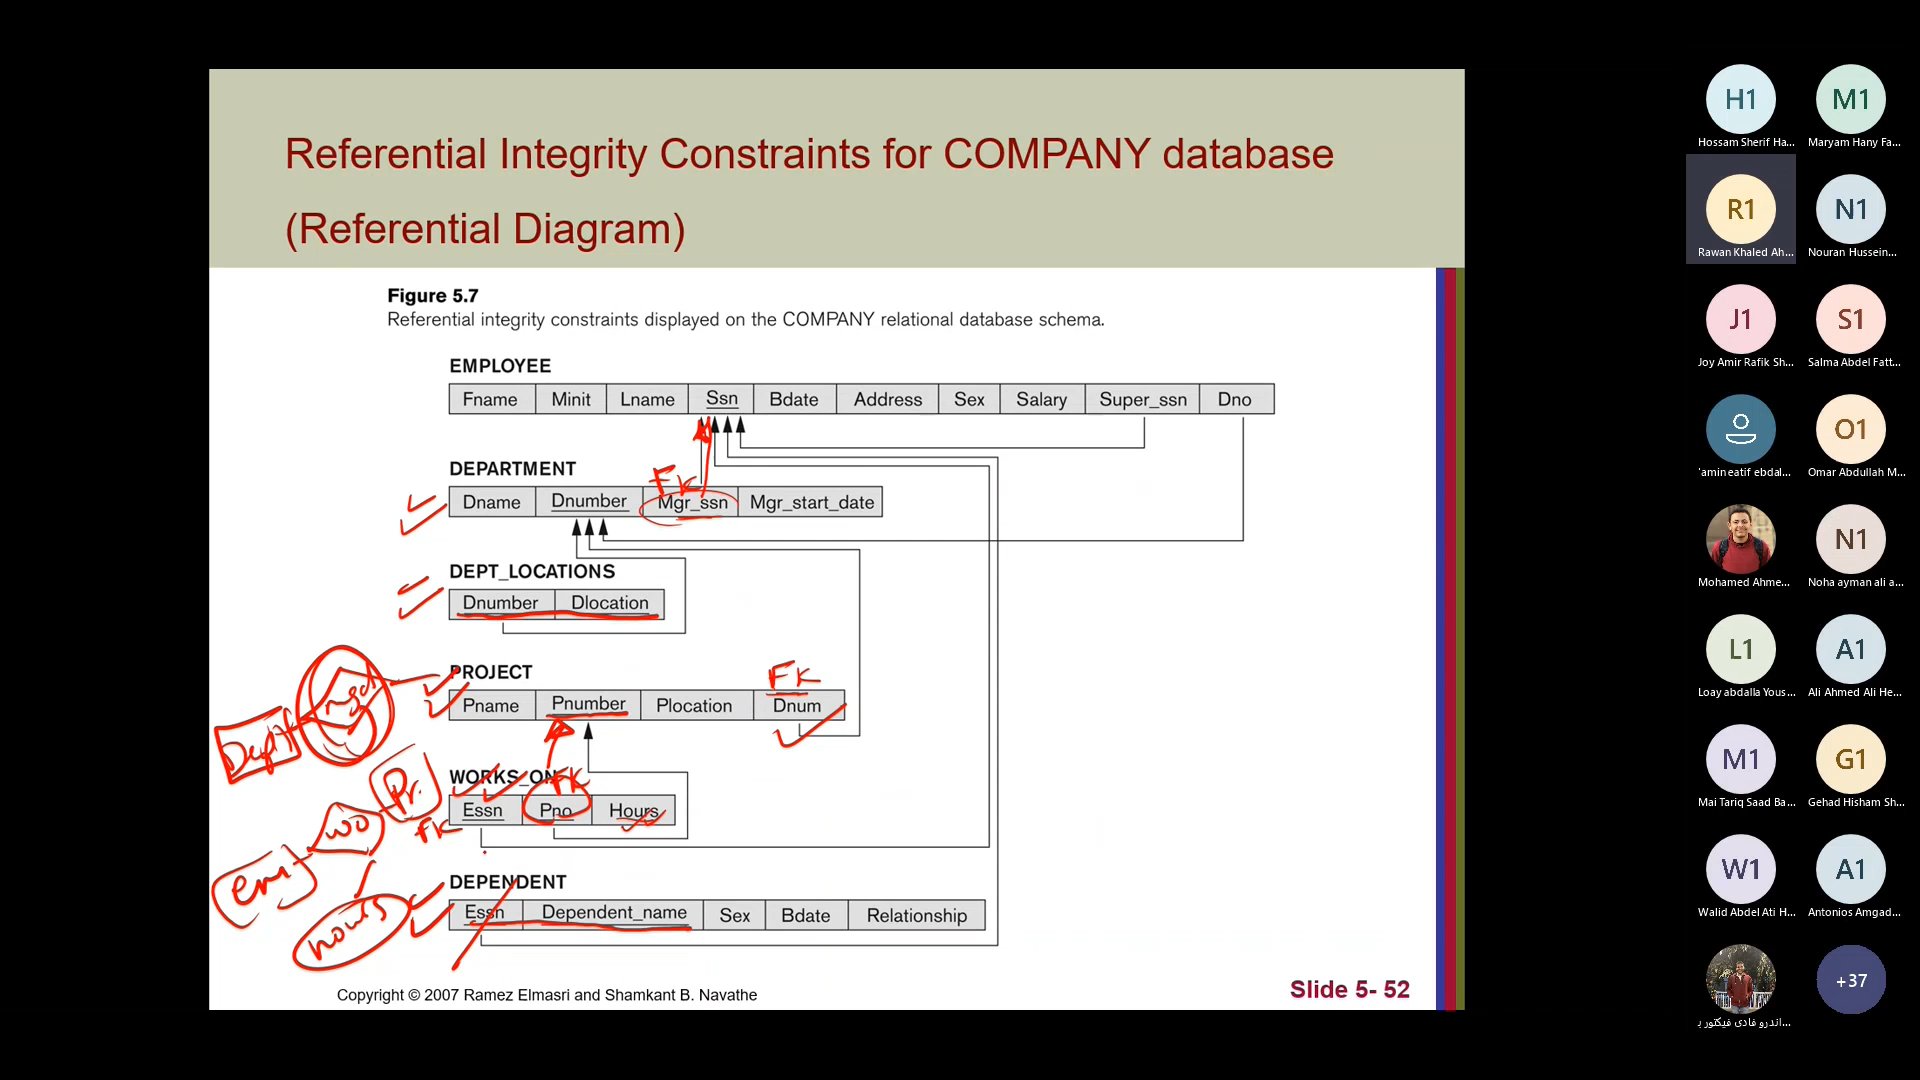 Referential Integrity Constraints for COMPANY database
(Referential Diagram)
Figure 5.7
Referential integrity constraints displayed on the COMPANY relational database schema.
EMPLOYEE
Fname Minit Lname Ssn Bdate Address Sex Salary Super_ssn Dno
FK
DEPARTMENT
Dname Dnumber Mgr_ssn Mgr_start_date
DEPT_LOCATIONS
Dnumber Dlocation
PROJECT
FK
Pname Pnumber Plocation Dnum
Dept
WORKS_ON
FK
Pr.
Essn Pno Hours
wo
FK
em
DEPENDENT
Essn Dependent_name Sex Bdate Relationship
hours
Copyright © 2007 Ramez Elmasri and Shamkant B. Navathe
Slide 5- 52
H1 M1
Hossam Sherif Ha... Maryam Hany Fa...
R1 N1
Rawan Khaled Ah... Nouran Hussein...
J1 S1
Joy Amir Rafik Sh... Salma Abdel Fatt...
O1
'amineatif ebdal... Omar Abdullah M...
N1
Mohamed Ahme... Noha ayman ali a...
L1 A1
Loay abdalla Yous... Ali Ahmed Ali He...
M1 G1
Mai Tariq Saad Ba... Gehad Hisham Sh...
W1 A1
Walid Abdel Ati H... Antonios Amgad...
+37
اندرو فادى فيكتور ب...